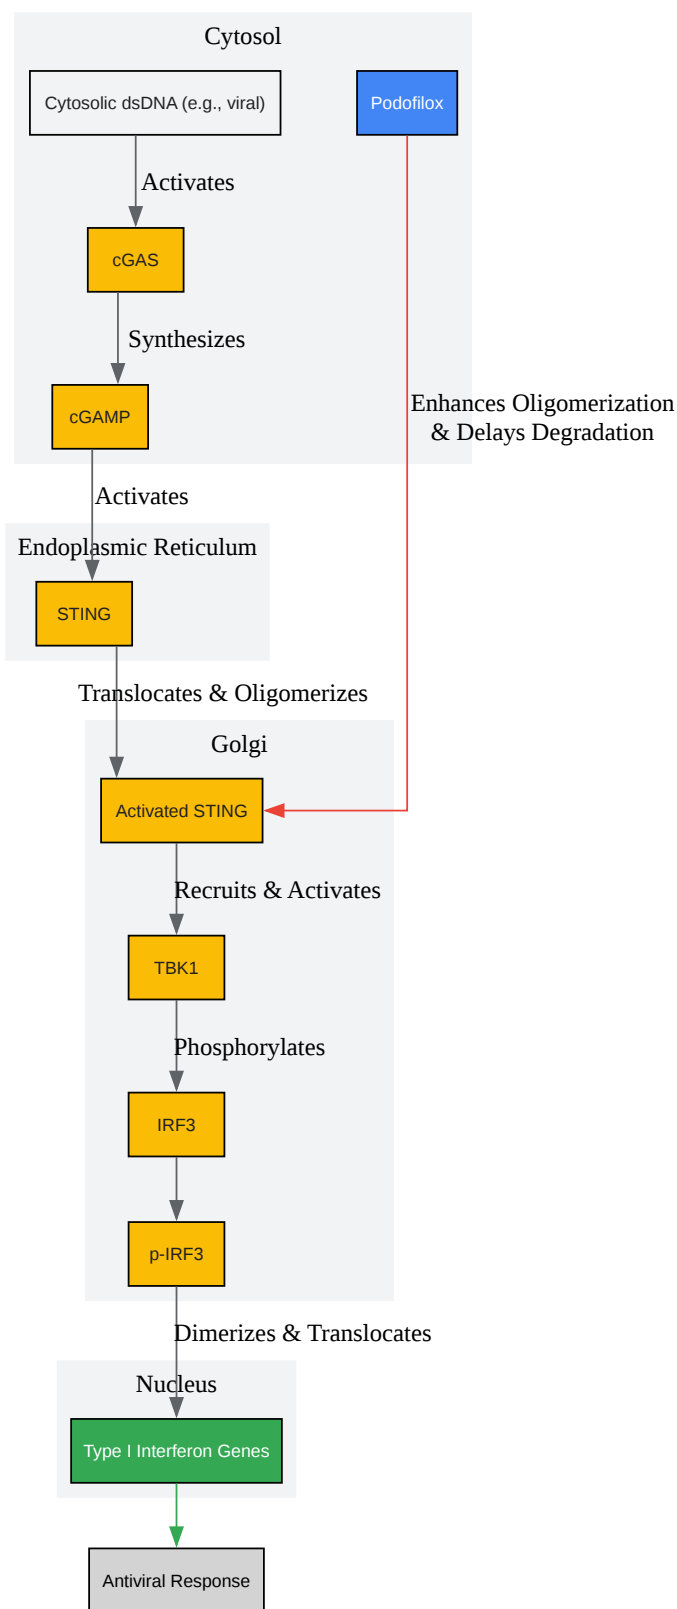 Cytosol
Cytosolic dsDNA (e.g., viral)
Podofilox
Activates
cGAS
Synthesizes
cGAMP
Enhances Oligomerization
& Delays Degradation
Activates
Endoplasmic Reticulum
STING
Translocates & Oligomerizes
Golgi
Activated STING
Recruits & Activates
TBK1
Phosphorylates
IRF3
p-IRF3
Dimerizes & Translocates
Nucleus
Type I Interferon Genes
Antiviral Response